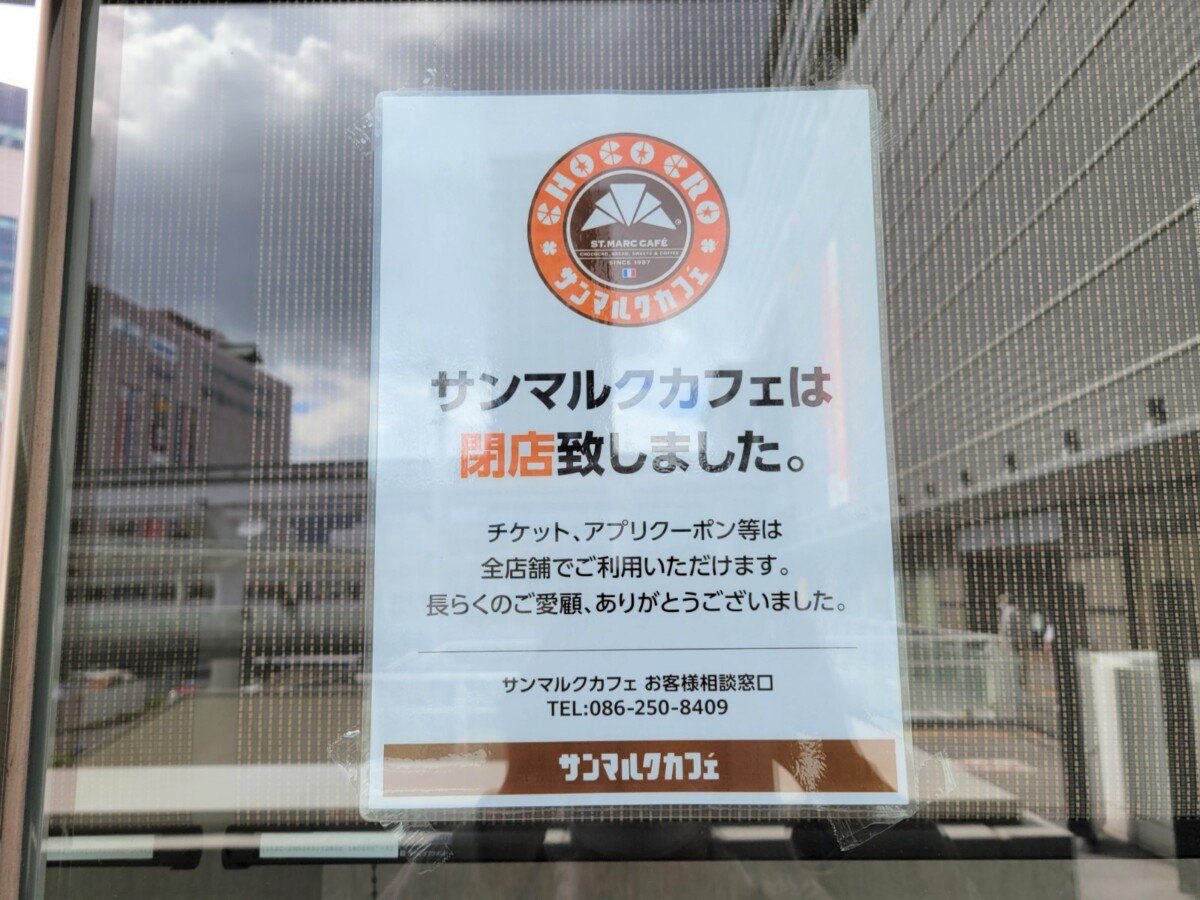 CHOCOCRO
ST.MARC CAFÉ
SINCE 1997
サンマルクカフェ
サンマルクカフェは
閉店致しました。
チケット、アプリクーポン等は
全店舗でご利用いただけます。
長らくのご愛顧、ありがとうございました。
サンマルクカフェ お客様相談窓口
TEL:086-250-8409
サンマルクカフェ